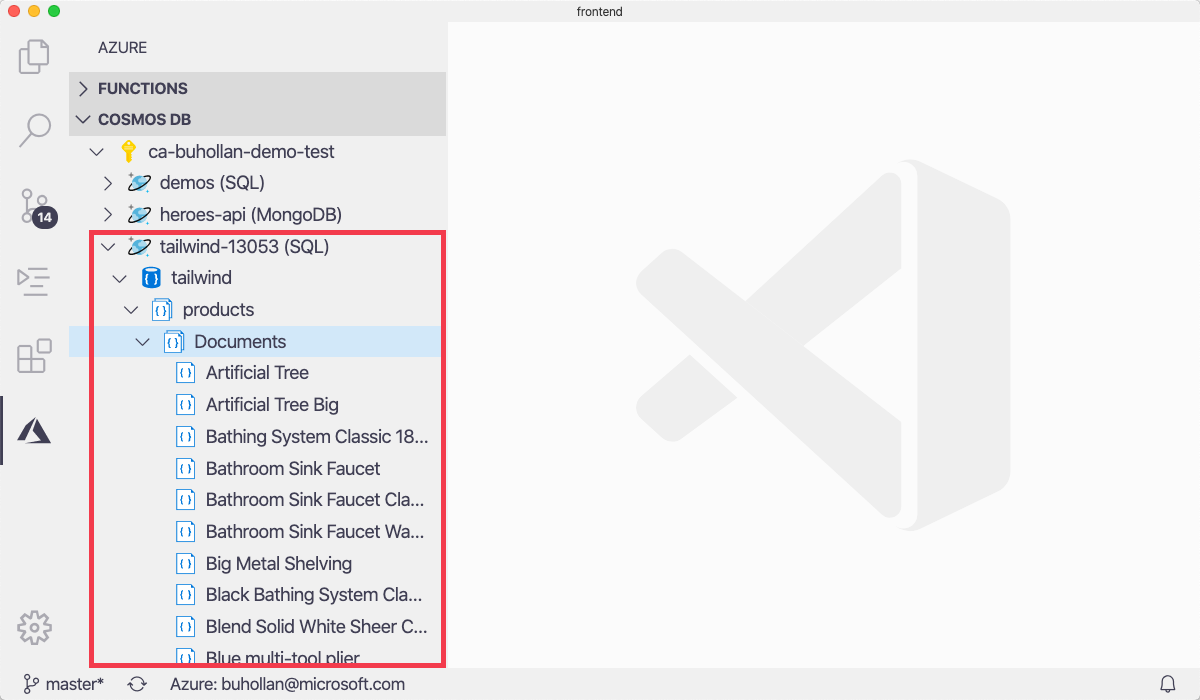 frontend
AZURE
FUNCTIONS
COSMOS DB
ca-buhollan-demo-test
demos (SQL)
heroes-api (MongoDB)
14
tailwind-13053 (SQL)
tailwind
products
Documents
Artificial Tree
Artificial Tree Big
Bathing System Classic 18...
Bathroom Sink Faucet
Bathroom Sink Faucet Cla...
Bathroom Sink Faucet Wa...
Big Metal Shelving
Black Bathing System Cla...
Blend Solid White Sheer C...
Blue multi-tool plier
master* Azure: buhollan@microsoft.com